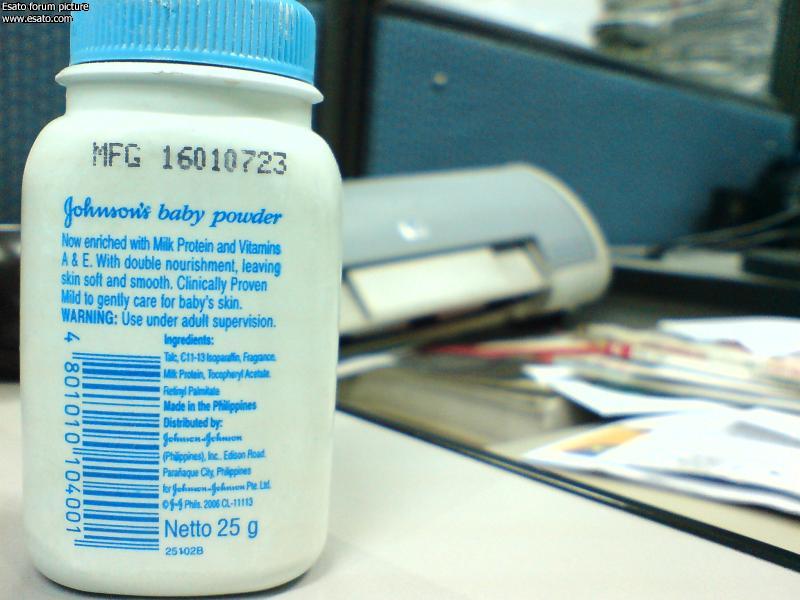 Esato forum picture
www.esato.com
MFG 16010723
Johnson's baby powder
Now enriched with Milk Protein and Vitamins
A & E. With double nourishment, leaving
skin soft and smooth. Clinically Proven
Mild to gently care for baby's skin.
WARNING: Use under adult supervision.
Ingredients:
Talc, C11-13 Isoparaffin, Fragrance,
Milk Protein, Tocopheryl Acetate,
Retinyl Palmitate
Made in the Philippines
Distributed by:
Johnson & Johnson
(Philippines), Inc. Edison Road,
Parañaque City, Philippines
for Johnson & Johnson Pte. Ltd.
© J&J Phils. 2006 CL-11113
Netto 25 g
25102B
4 801010 104001